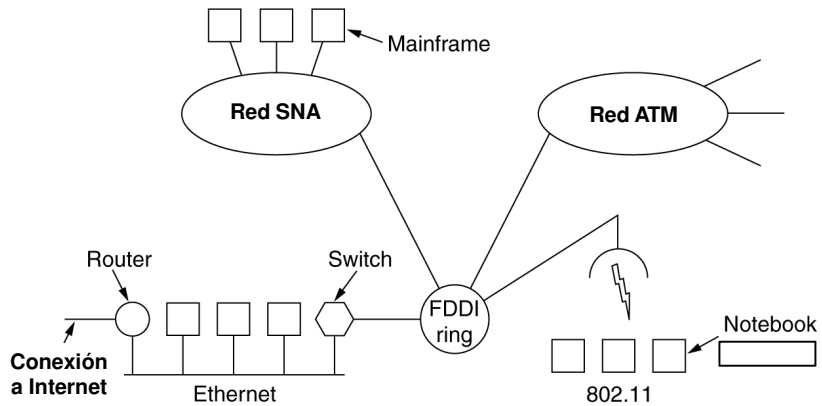 Mainframe
Red SNA
Red ATM
Router
Switch
FDDI
ring
Notebook
Conexión
a Internet
Ethernet
802.11